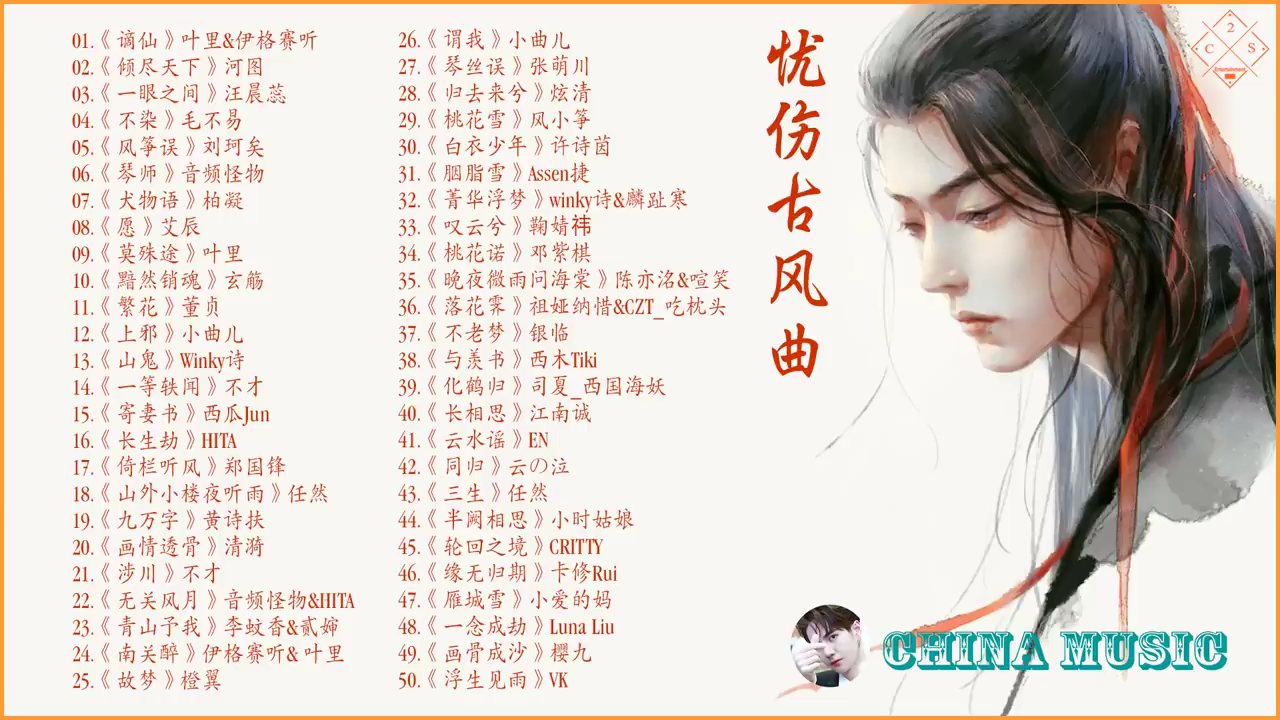 01.《谪仙》叶里&伊格赛听
02.《倾尽天下》河图
03.《一眼之间》汪晨蕊
04.《不染》毛不易
05.《风筝误》刘珂矣
06.《琴师》音频怪物
07.《犬物语》柏凝
08.《愿》艾辰
09.《莫殊途》叶里
10.《黯然销魂》玄觞
11.《繁花》董贞
12.《上邪》小曲儿
13.《山鬼》Winky诗
14.《一等轶闻》不才
15.《寄妻书》西瓜Jun
16.《长生劫》HITA
17.《倚栏听风》郑国锋
18.《山外小楼夜听雨》任然
19.《九万字》黄诗扶
20.《画情透骨》清漪
21.《涉川》不才
22.《无关风月》音频怪物&HITA
23.《青山予我》李蚊香&贰婶
24.《南关醉》伊格赛听& 叶里
25.《故梦》橙翼
26.《谓我》小曲儿
27.《琴丝误》张萌川
28.《归去来兮》炫清
29.《桃花雪》风小筝
30.《白衣少年》许诗茵
31.《胭脂雪》Assen捷
32.《菁华浮梦》winky诗&麟趾寒
33.《叹云兮》鞠婧祎
34.《桃花诺》邓紫棋
35.《晚夜微雨问海棠》陈亦洺&喧笑
36.《落花霁》祖娅纳惜&CZT_吃枕头
37.《不老梦》银临
38.《与羡书》西木Tiki
39.《化鹤归》司夏_西国海妖
40.《长相思》江南诚
41.《云水谣》EN
42.《同归》云の泣
43.《三生》任然
44.《半阙相思》小时姑娘
45.《轮回之境》CRITTY
46.《缘无归期》卡修Rui
47.《雁城雪》小爱的妈
48.《一念成劫》Luna Liu
49.《画骨成沙》樱九
50.《浮生见雨》VK
忧伤古风曲
2
C S
Entertainment
CHINA MUSIC